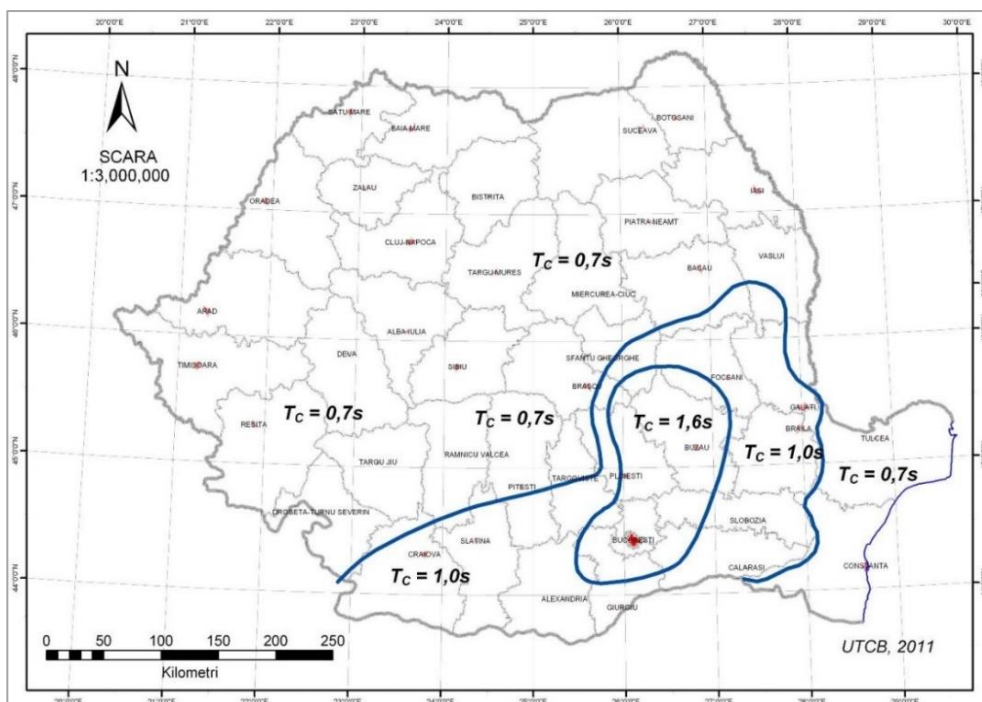 20°0'0"E 21°0'0"E 22°0'0"E 23°0'0"E 24°0'0"E 25°0'0"E 26°0'0"E 27°0'0"E 28°0'0"E 29°0'0"E 30°0'0"E
N
SCARA
1:3,000,000
SATU MARE
BAIA MARE
BOTOSANI
SUCEAVA
ZALAU
IASI
ORADEA
BISTRITA
PIATRA NEAMT
CLUJ-NAPOCA
VASLUI
T_C = 0,7s
BACAU
TARGU MURES
MIERCUREA-CIUC
ARAD
ALBA IULIA
DEVA
SFANTU GHEORGHE
TIMISOARA
SIBIU
BRASOV
FOCSANI
GALATI
T_C = 0,7s
T_C = 0,7s
T_C = 1,6s
RESITA
BRAILA
TULCEA
BUZAU
T_C = 1,0s
TARGU JIU
RAMNICU VALCEA
T_C = 0,7s
PITESTI
TARGOVISTE
PLOIESTI
DROBETA-TURNU SEVERIN
SLOBOZIA
SLATINA
BUCURESTI
CRAIOVA
CALARASI
CONSTANTA
T_C = 1,0s
ALEXANDRIA
GIURGIU
0 50 100 150 200 250
Kilometri
UTCB, 2011